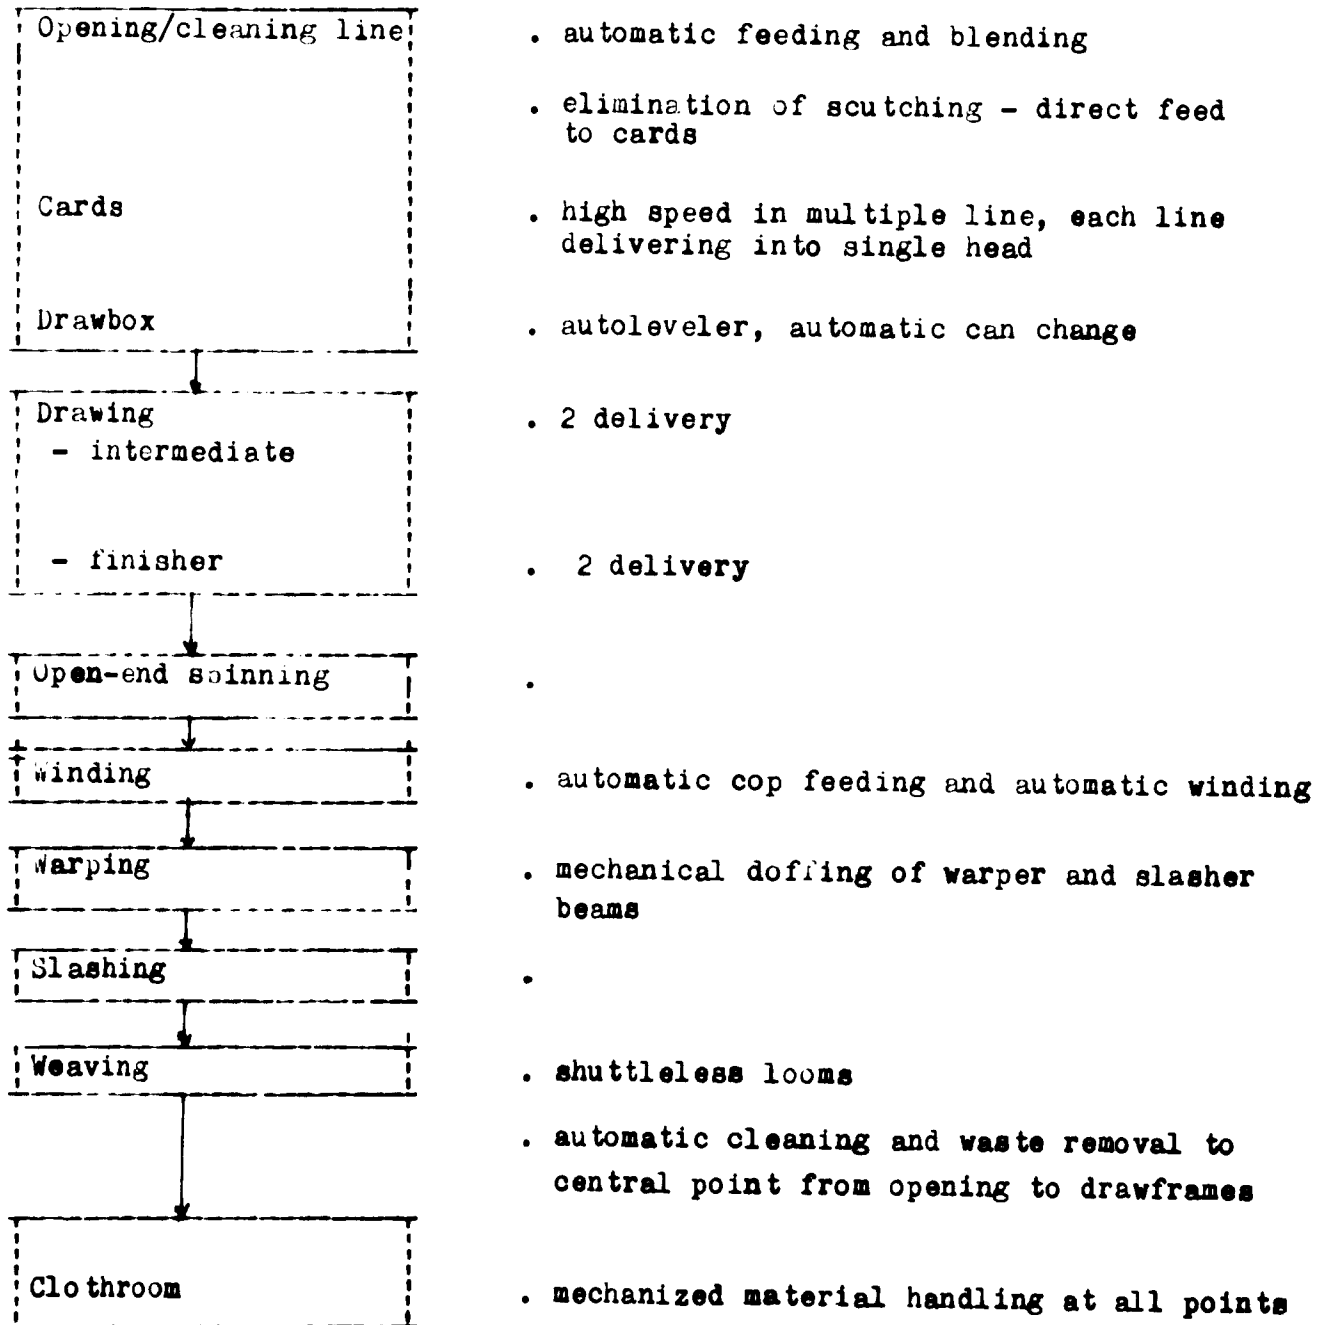 Opening/cleaning line
. automatic feeding and blending
. elimination of scutching - direct feed
to cards
Cards
. high speed in multiple line, each line
delivering into single head
Drawbox
. autoleveler, automatic can change
Drawing
. 2 delivery
- intermediate
- finisher
. 2 delivery
Open-end spinning
.
Winding
. automatic cop feeding and automatic winding
Warping
. mechanical doffing of warper and slasher
beams
Slashing
.
Weaving
. shuttleless looms
. automatic cleaning and waste removal to
central point from opening to drawframes
Clothroom
. mechanized material handling at all points